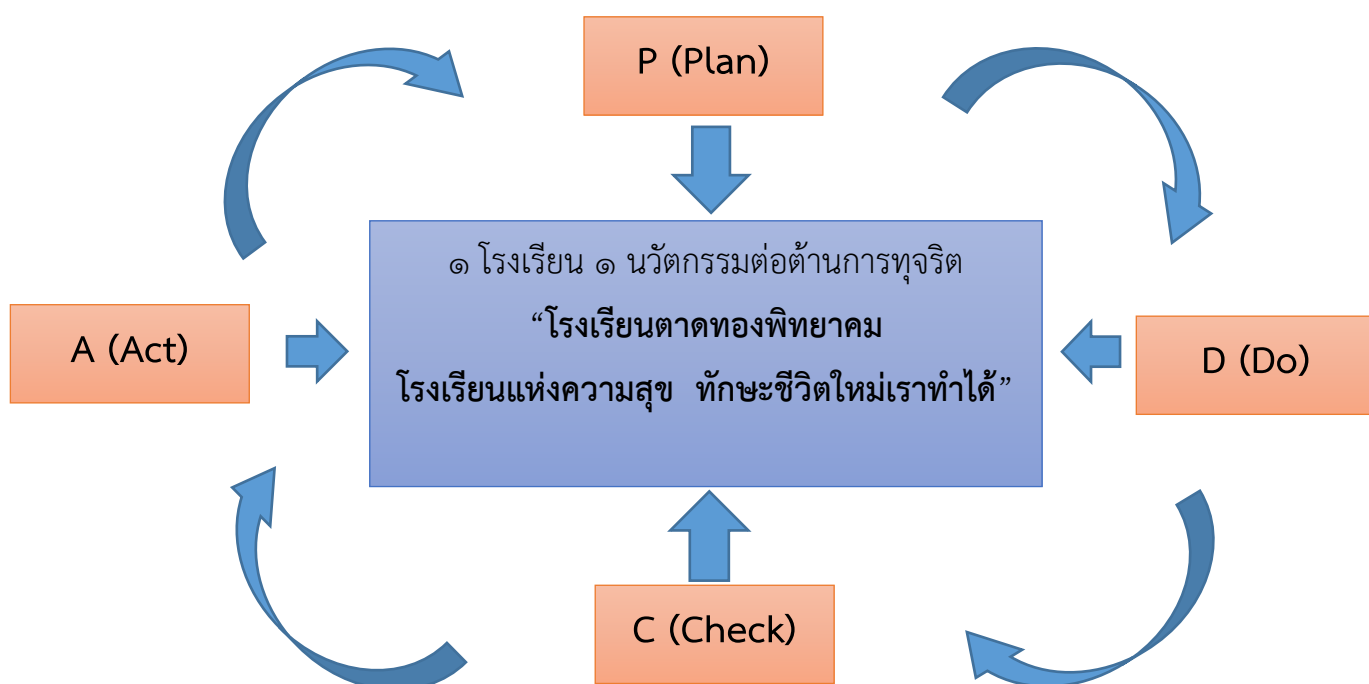 P (Plan)
๑ โรงเรียน ๑ นวัตกรรมต่อต้านการทุจริต
“โรงเรียนตาดทองพิทยาคม
โรงเรียนแห่งความสุข ทักษะชีวิตใหม่เราทำได้”
A (Act)
D (Do)
C (Check)